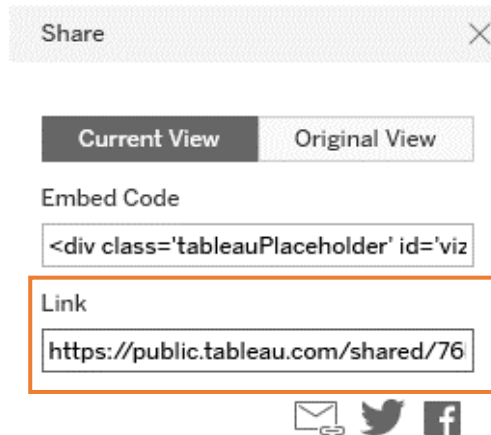 Share
Current View Original View
Embed Code
<div class='tableauPlaceholder' id='viz
Link
https://public.tableau.com/shared/76